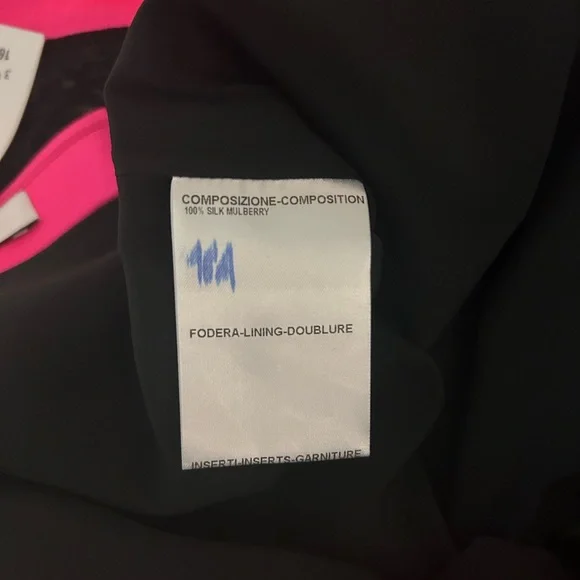 COMPOSIZIONE-COMPOSITION
100% SILK MULBERRY
FODERA-LINING-DOUBLURE
INSERTI-INSERTS-GARNITURE